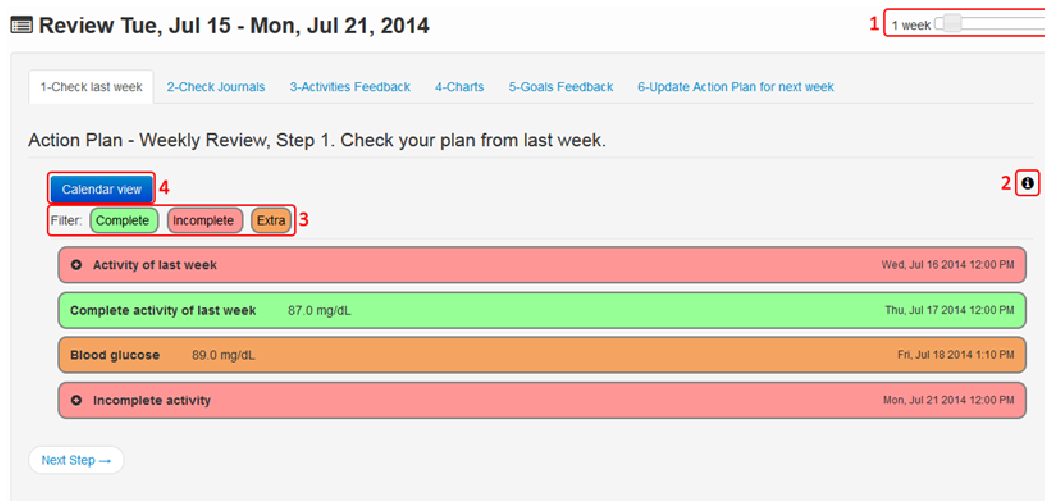 Review Tue, Jul 15 - Mon, Jul 21, 2014
1 1 week
1-Check last week 2-Check Journals 3-Activities Feedback 4-Charts 5-Goals Feedback 6-Update Action Plan for next week
Action Plan - Weekly Review, Step 1. Check your plan from last week.
Calendar view 4 2
Filter: Complete Incomplete Extra 3
Activity of last week Wed, Jul 16 2014 12:00 PM
Complete activity of last week 87.0 mg/dL Thu, Jul 17 2014 12:00 PM
Blood glucose 89.0 mg/dL Fri, Jul 18 2014 1:10 PM
Incomplete activity Mon, Jul 21 2014 12:00 PM
Next Step →